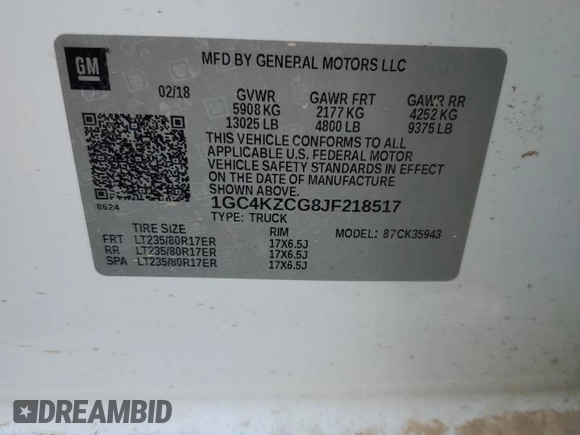 GM
MFD BY GENERAL MOTORS LLC
02/18 GVWR GAWR FRT GAWR RR
5908 KG 2177 KG 4252 KG
13025 LB 4800 LB 9375 LB
THIS VEHICLE CONFORMS TO ALL
APPLICABLE U.S. FEDERAL MOTOR
VEHICLE SAFETY STANDARDS IN EFFECT
ON THE DATE OF MANUFACTURE
SHOWN ABOVE.
8624 1GC4KZCG8JF218517
TYPE: TRUCK
TIRE SIZE RIM MODEL: 87CK35943
FRT LT235/80R17ER 17X6.5J
RR LT235/80R17ER 17X6.5J
SPA LT235/80R17ER 17X6.5J
DREAMBID